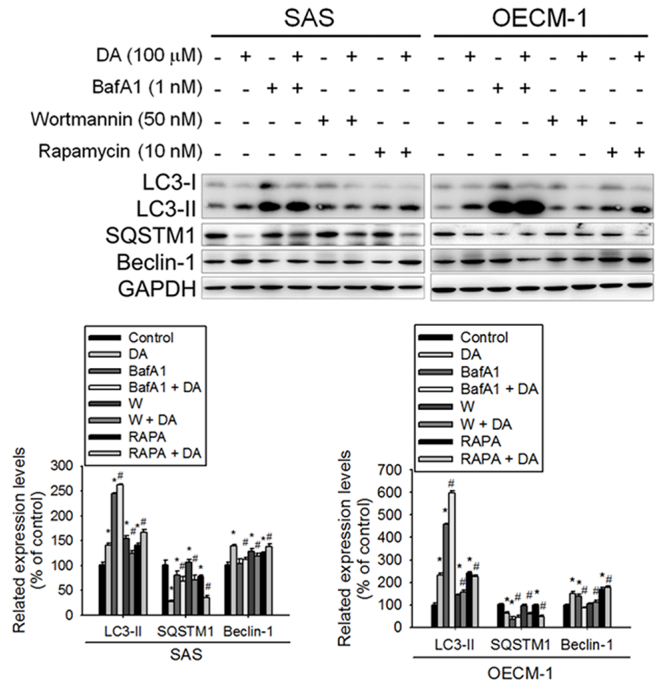 SAS OECM-1
DA (100 µM) - + - + - + - + - + - + - + - +
BafA1 (1 nM) - - + + - - - - - - + + - - - -
Wortmannin (50 nM) - - - - + + - - - - - - + + - -
Rapamycin (10 nM) - - - - - - + + - - - - - - + +
LC3-I
LC3-II
SQSTM1
Beclin-1
GAPDH
Control
DA
BafA1
BafA1 + DA
W
W + DA
RAPA
RAPA + DA
Related expression levels
(% of control)
300
250
200
150
100
50
0
LC3-II SQSTM1 Beclin-1
SAS
Control
DA
BafA1
BafA1 + DA
W
W + DA
RAPA
RAPA + DA
Related expression levels
(% of control)
700
600
500
400
300
200
100
0
LC3-II SQSTM1 Beclin-1
OECM-1